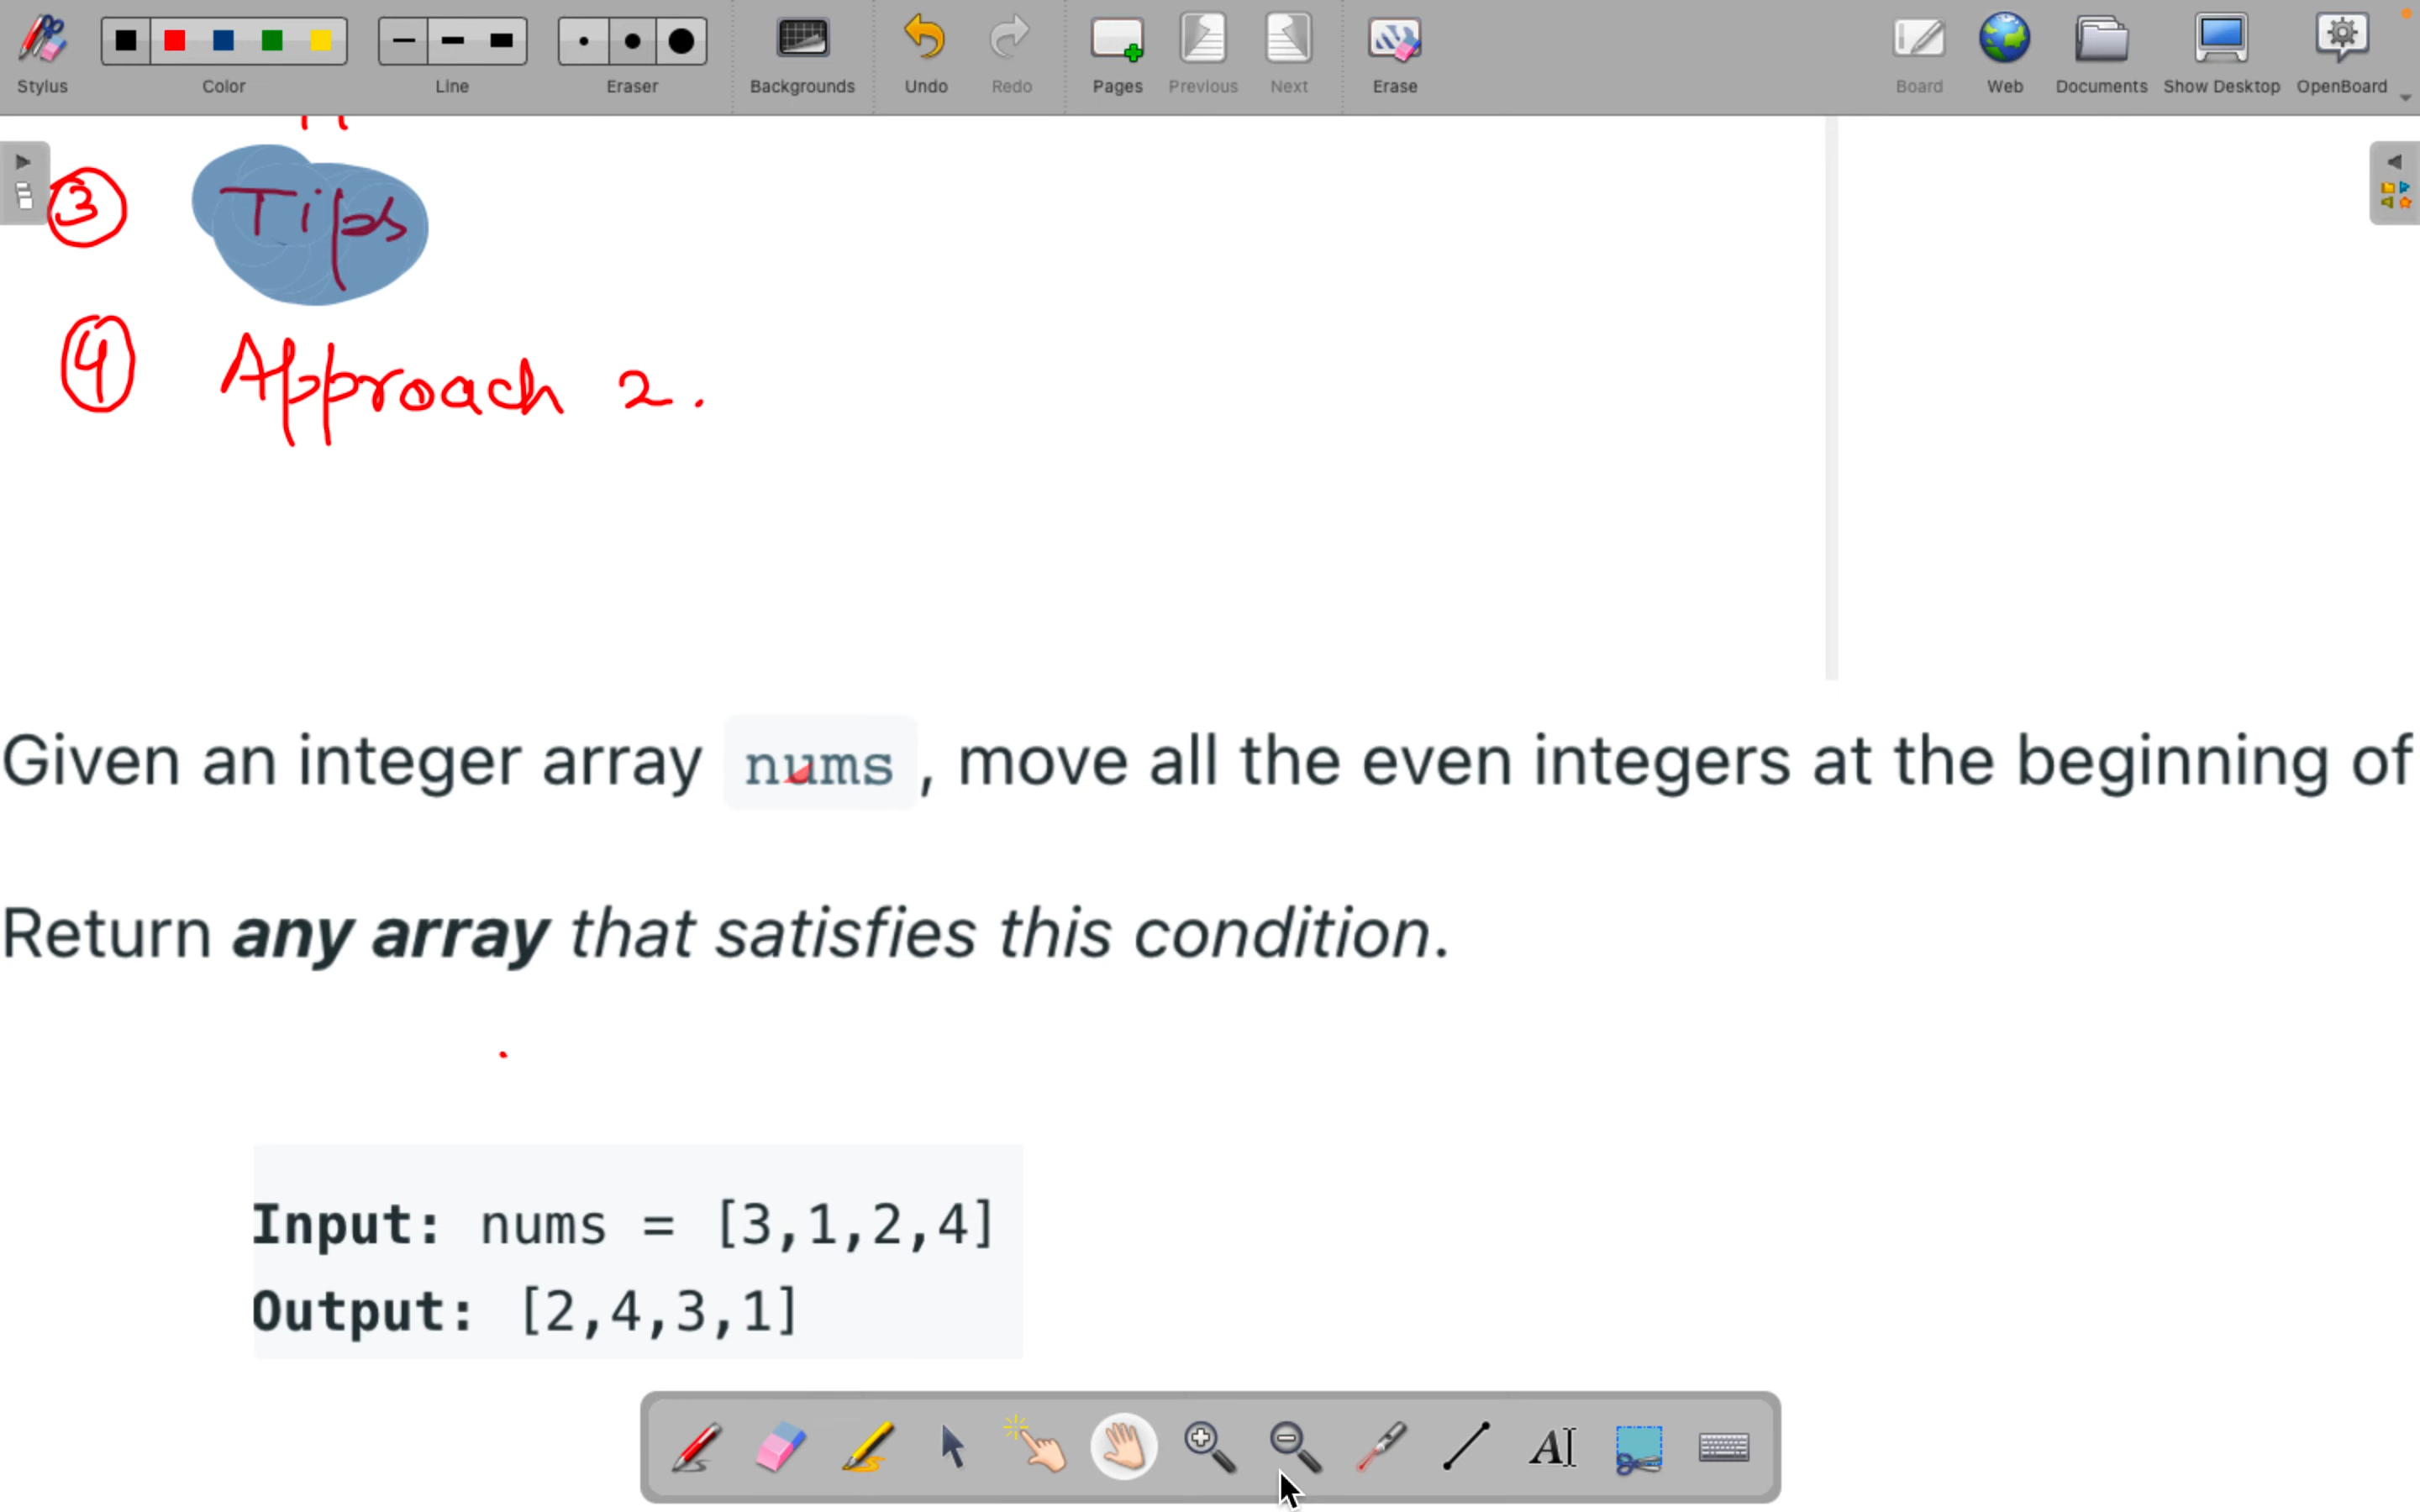 Stylus Color Line Eraser Backgrounds Undo Redo Pages Previous Next Erase Board Web Documents Show Desktop OpenBoard
3 Tips
4 Approach 2.
Given an integer array nums, move all the even integers at the beginning of
Return any array that satisfies this condition.
Input: nums = [3,1,2,4]
Output: [2,4,3,1]